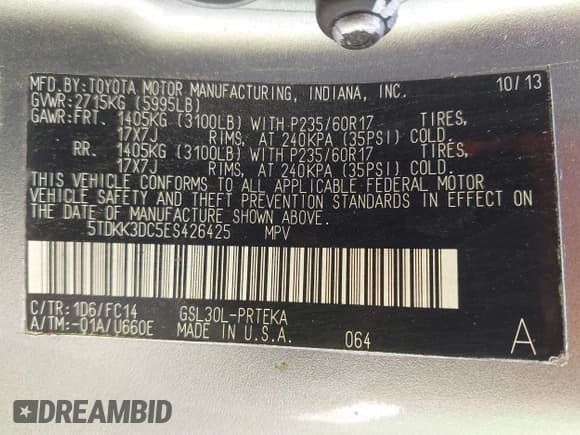 MFD.BY:TOYOTA MOTOR MANUFACTURING, INDIANA, INC. 10/13
GVWR:2715KG (5995LB)
GAWR:FRT. 1405KG (3100LB) WITH P235/60R17 TIRES,
17X7J RIMS, AT 240KPA (35PSI) COLD.
RR. 1405KG (3100LB) WITH P235/60R17 TIRES,
17X7J RIMS, AT 240KPA (35PSI) COLD.
THIS VEHICLE CONFORMS TO ALL APPLICABLE FEDERAL MOTOR
VEHICLE SAFETY AND BUMPER STANDARDS IN EFFECT ON
THE DATE OF MANUFACTURE SHOWN ABOVE.
5TDKK3DC5ES426425 MPV
C/TR:1D6/FC14 GSL30L-PRTEKA
A/TM:-01A/U660E MADE IN U.S.A. 064 A
DREAMBID